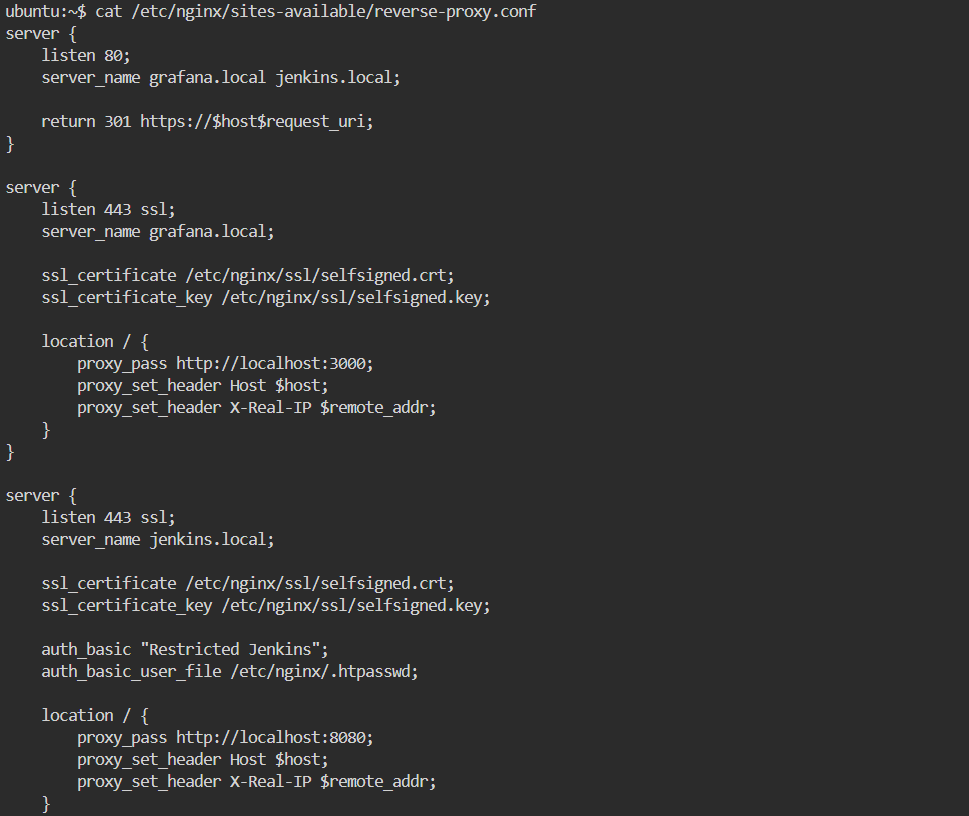 ubuntu:~$ cat /etc/nginx/sites-available/reverse-proxy.conf
server {
    listen 80;
    server_name grafana.local jenkins.local;

    return 301 https://$host$request_uri;
}

server {
    listen 443 ssl;
    server_name grafana.local;

    ssl_certificate /etc/nginx/ssl/selfsigned.crt;
    ssl_certificate_key /etc/nginx/ssl/selfsigned.key;

    location / {
        proxy_pass http://localhost:3000;
        proxy_set_header Host $host;
        proxy_set_header X-Real-IP $remote_addr;
    }
}

server {
    listen 443 ssl;
    server_name jenkins.local;

    ssl_certificate /etc/nginx/ssl/selfsigned.crt;
    ssl_certificate_key /etc/nginx/ssl/selfsigned.key;

    auth_basic "Restricted Jenkins";
    auth_basic_user_file /etc/nginx/.htpasswd;

    location / {
        proxy_pass http://localhost:8080;
        proxy_set_header Host $host;
        proxy_set_header X-Real-IP $remote_addr;
    }